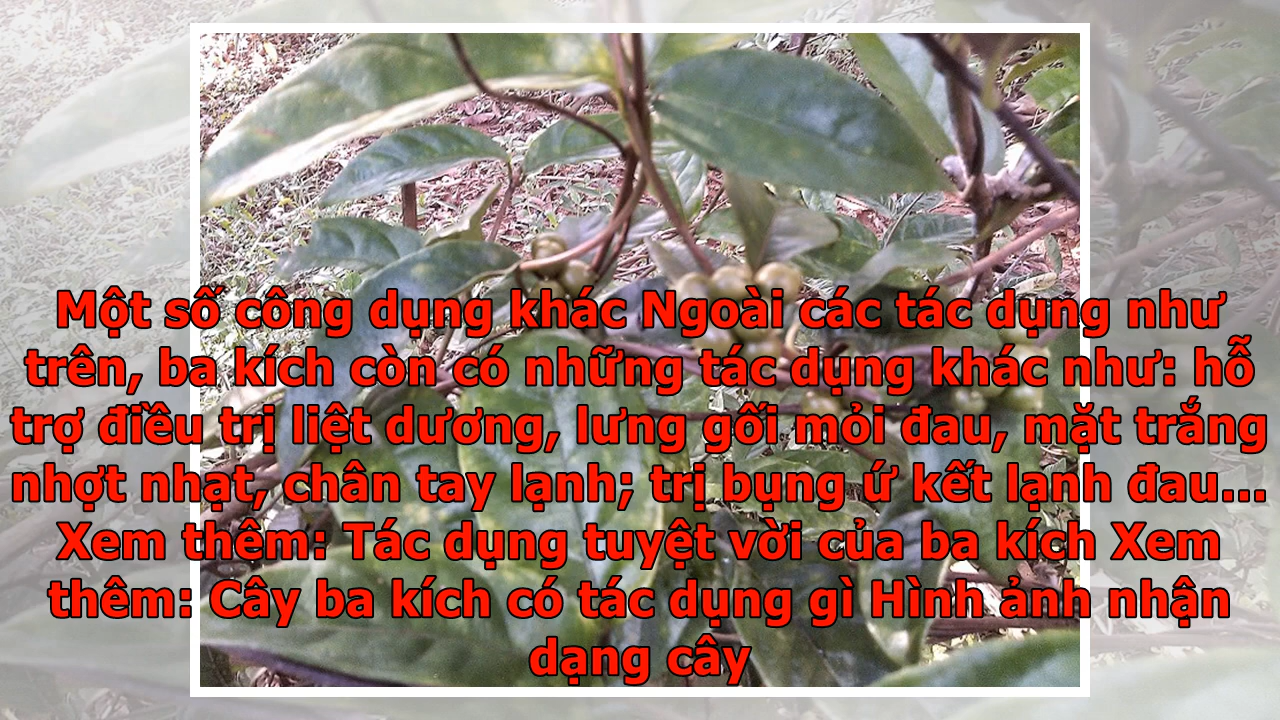 Một số công dụng khác Ngoài các tác dụng như
trên, ba kích còn có những tác dụng khác như: hỗ
trợ điều trị liệt dương, lưng gối mỏi đau, mặt trắng
nhợt nhạt, chân tay lạnh; trị bụng ứ kết lạnh đau...
Xem thêm: Tác dụng tuyệt vời của ba kích Xem
thêm: Cây ba kích có tác dụng gì Hình ảnh nhận
dạng cây